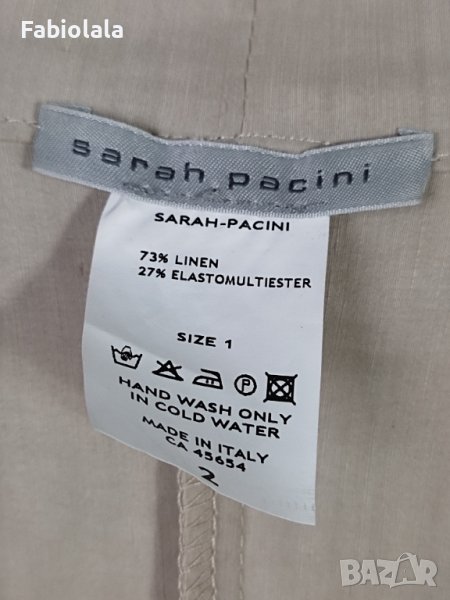 Fabiolala
sarah pacini
SARAH-PACINI
73% LINEN
27% ELASTOMULTIESTER
SIZE 1
P
HAND WASH ONLY
IN COLD WATER
MADE IN ITALY
CA 45654
2
BAZAR